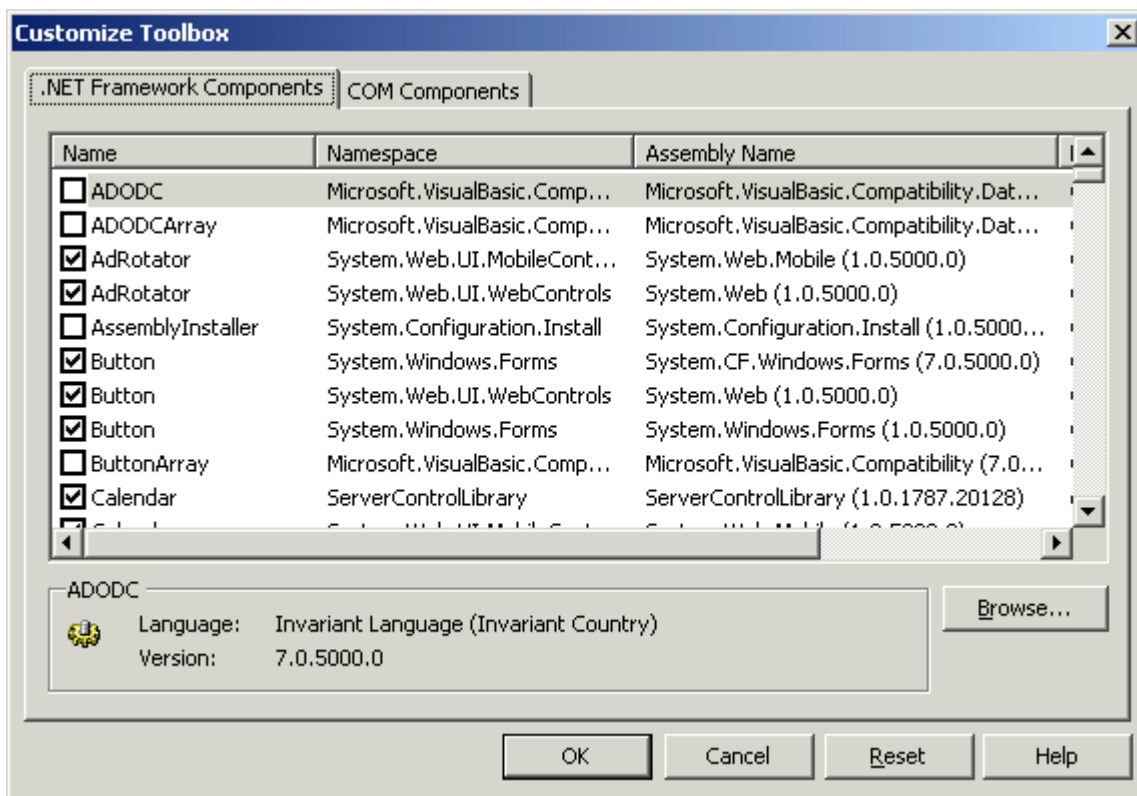 Customize Toolbox
.NET Framework Components COM Components
Name Namespace Assembly Name
ADODC Microsoft.VisualBasic.Comp... Microsoft.VisualBasic.Compatibility.Dat...
ADODCArray Microsoft.VisualBasic.Comp... Microsoft.VisualBasic.Compatibility.Dat...
AdRotator System.Web.UI.MobileCont... System.Web.Mobile (1.0.5000.0)
AdRotator System.Web.UI.WebControls System.Web (1.0.5000.0)
AssemblyInstaller System.Configuration.Install System.Configuration.Install (1.0.5000...
Button System.Windows.Forms System.CF.Windows.Forms (7.0.5000.0)
Button System.Web.UI.WebControls System.Web (1.0.5000.0)
Button System.Windows.Forms System.Windows.Forms (1.0.5000.0)
ButtonArray Microsoft.VisualBasic.Comp... Microsoft.VisualBasic.Compatibility (7.0...
Calendar ServerControlLibrary ServerControlLibrary (1.0.1787.20128)
ADODC
Language: Invariant Language (Invariant Country)
Version: 7.0.5000.0
Browse...
OK Cancel Reset Help